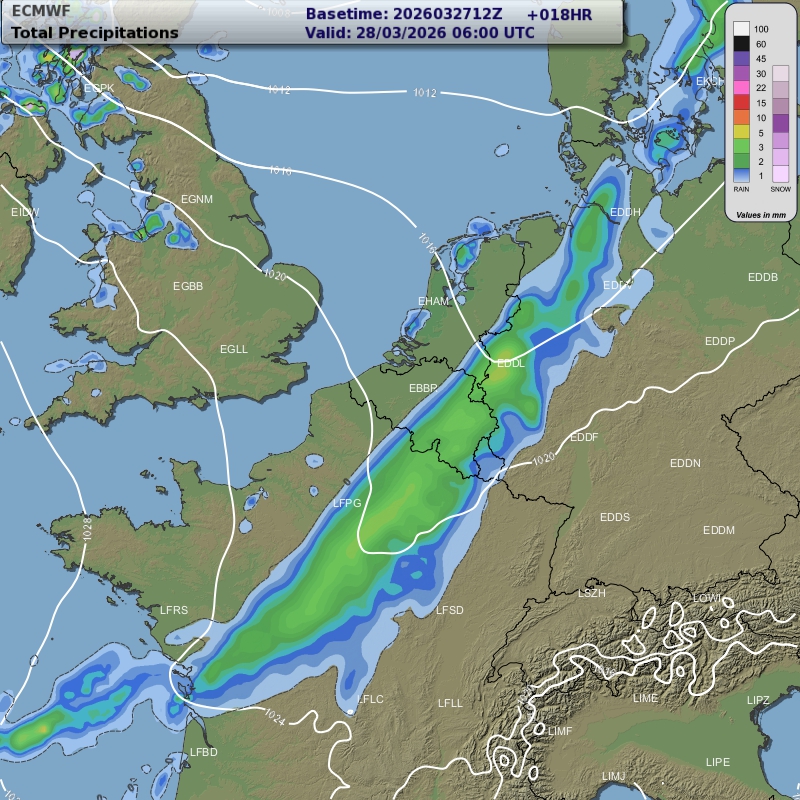 ECMWF
Basetime: 2026032712Z +018HR
Total Precipitations
Valid: 28/03/2026 06:00 UTC
100
60
45
30
22
15
10
5
3
2
1
RAIN SNOW
Values in mm
EGPK
EKCH
1012
1012
1016
EIDW
EGNM
EDDH
1016
1020
EGBB
EDDB
EHAM
EGLL
EDDP
EDDL
EBBR
EDDF
1020
EDDN
LFPG
EDDS
EDDM
1028
LSZH
LOWI
LFRS
LFSD
LFLC
LFLL
LIME
LIPZ
1024
LIMF
LFBD
LIPE
LIMJ